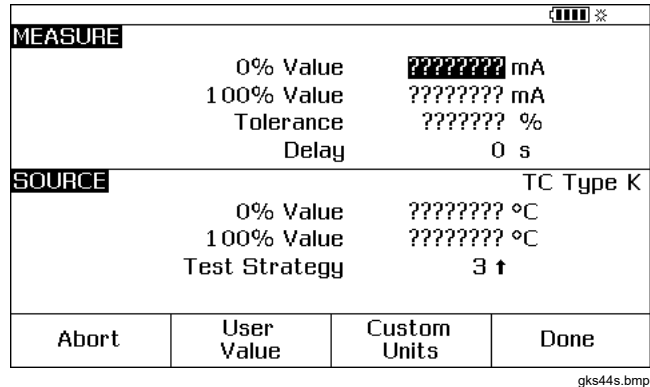 MEASURE
0% Value ???????? mA
100% Value ???????? mA
Tolerance ??????? %
Delay 0 s
SOURCE TC Type K
0% Value ???????? °C
100% Value ???????? °C
Test Strategy 3 ↑
Abort
User Value
Custom Units
Done
gks44s.bmp